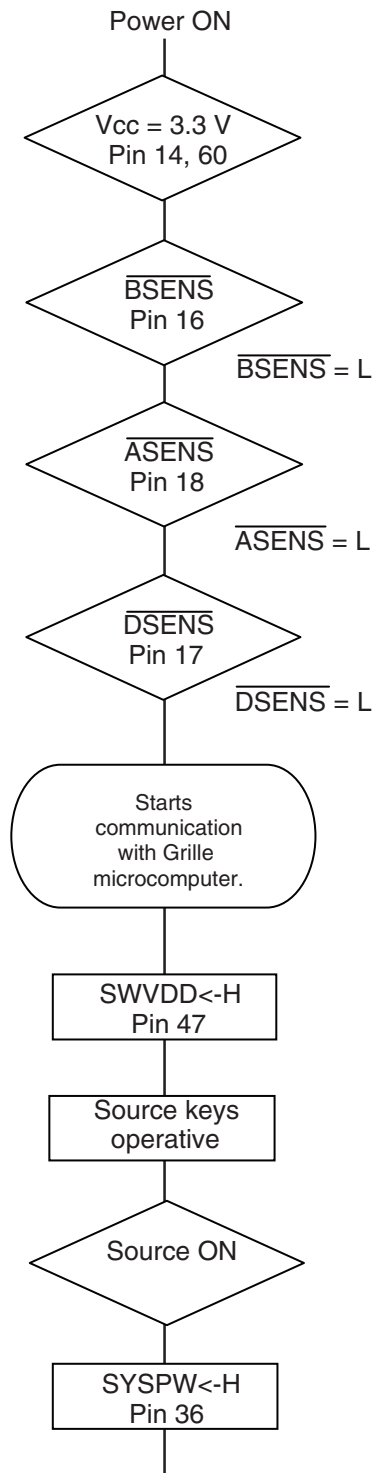 Power ON
Vcc = 3.3 V
Pin 14, 60
BSENS
Pin 16
BSENS = L
ASENS
Pin 18
ASENS = L
DSENS
Pin 17
DSENS = L
Starts
communication
with Grille
microcomputer.
SWVDD<-H
Pin 47
Source keys
operative
Source ON
SYSPW<-H
Pin 36